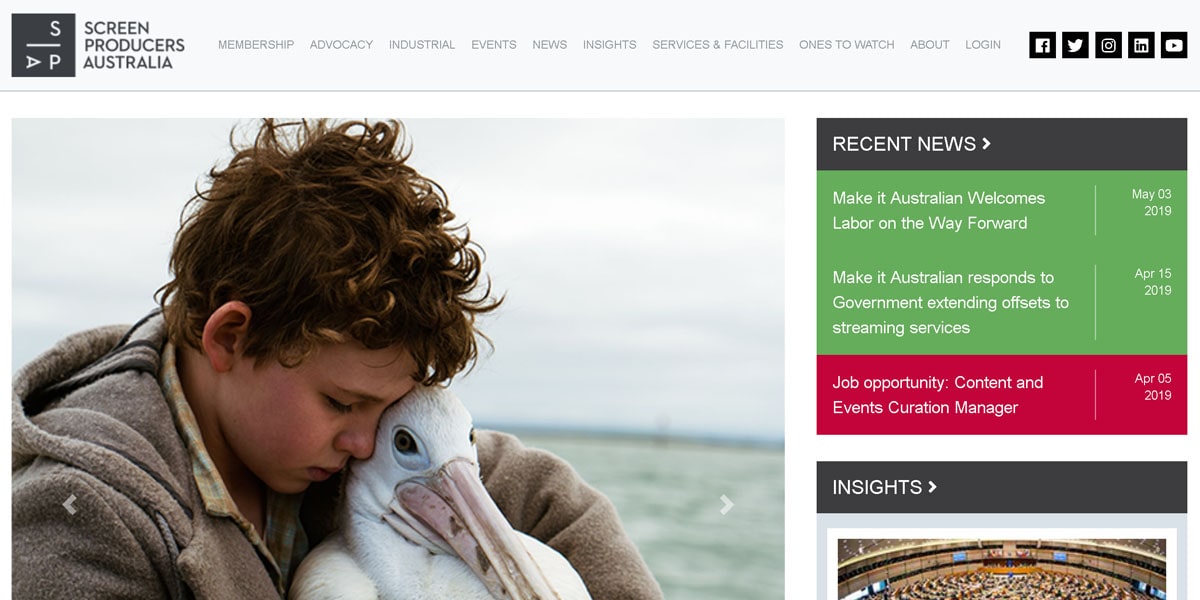 S
AP
SCREEN
PRODUCERS
AUSTRALIA
MEMBERSHIP ADVOCACY INDUSTRIAL EVENTS NEWS INSIGHTS SERVICES & FACILITIES ONES TO WATCH ABOUT LOGIN
RECENT NEWS
Make it Australian Welcomes
Labor on the Way Forward
May 03
2019
Make it Australian responds to
Government extending offsets to
streaming services
Apr 15
2019
Job opportunity: Content and
Events Curation Manager
Apr 05
2019
INSIGHTS